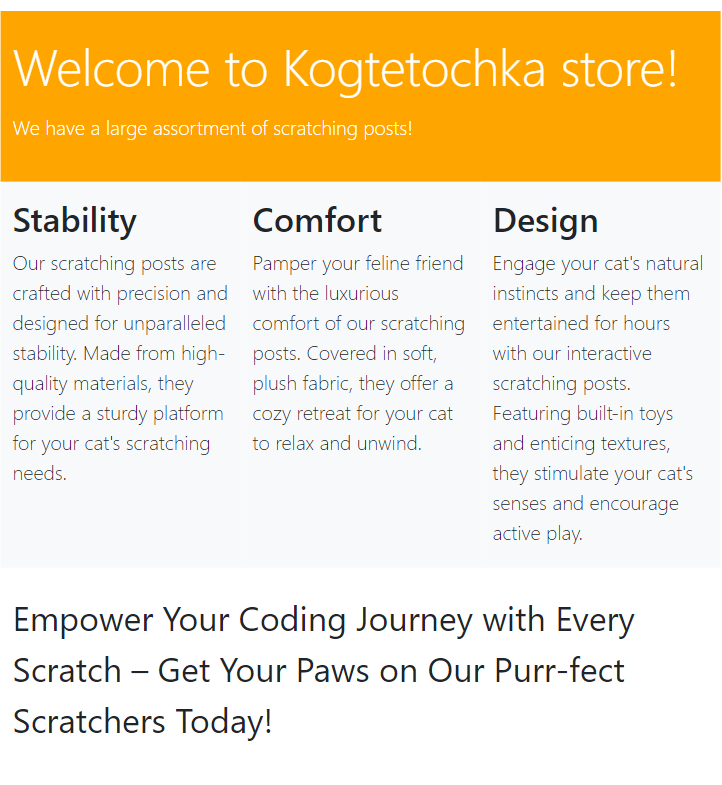 Welcome to Kogtetochka store!
We have a large assortment of scratching posts!
Stability
Our scratching posts are
crafted with precision and
designed for unparalleled
stability. Made from high-
quality materials, they
provide a sturdy platform
for your cat's scratching
needs.
Comfort
Pamper your feline friend
with the luxurious
comfort of our scratching
posts. Covered in soft,
plush fabric, they offer a
cozy retreat for your cat
to relax and unwind.
Design
Engage your cat's natural
instincts and keep them
entertained for hours
with our interactive
scratching posts.
Featuring built-in toys
and enticing textures,
they stimulate your cat's
senses and encourage
active play.
Empower Your Coding Journey with Every
Scratch – Get Your Paws on Our Purr-fect
Scratchers Today!